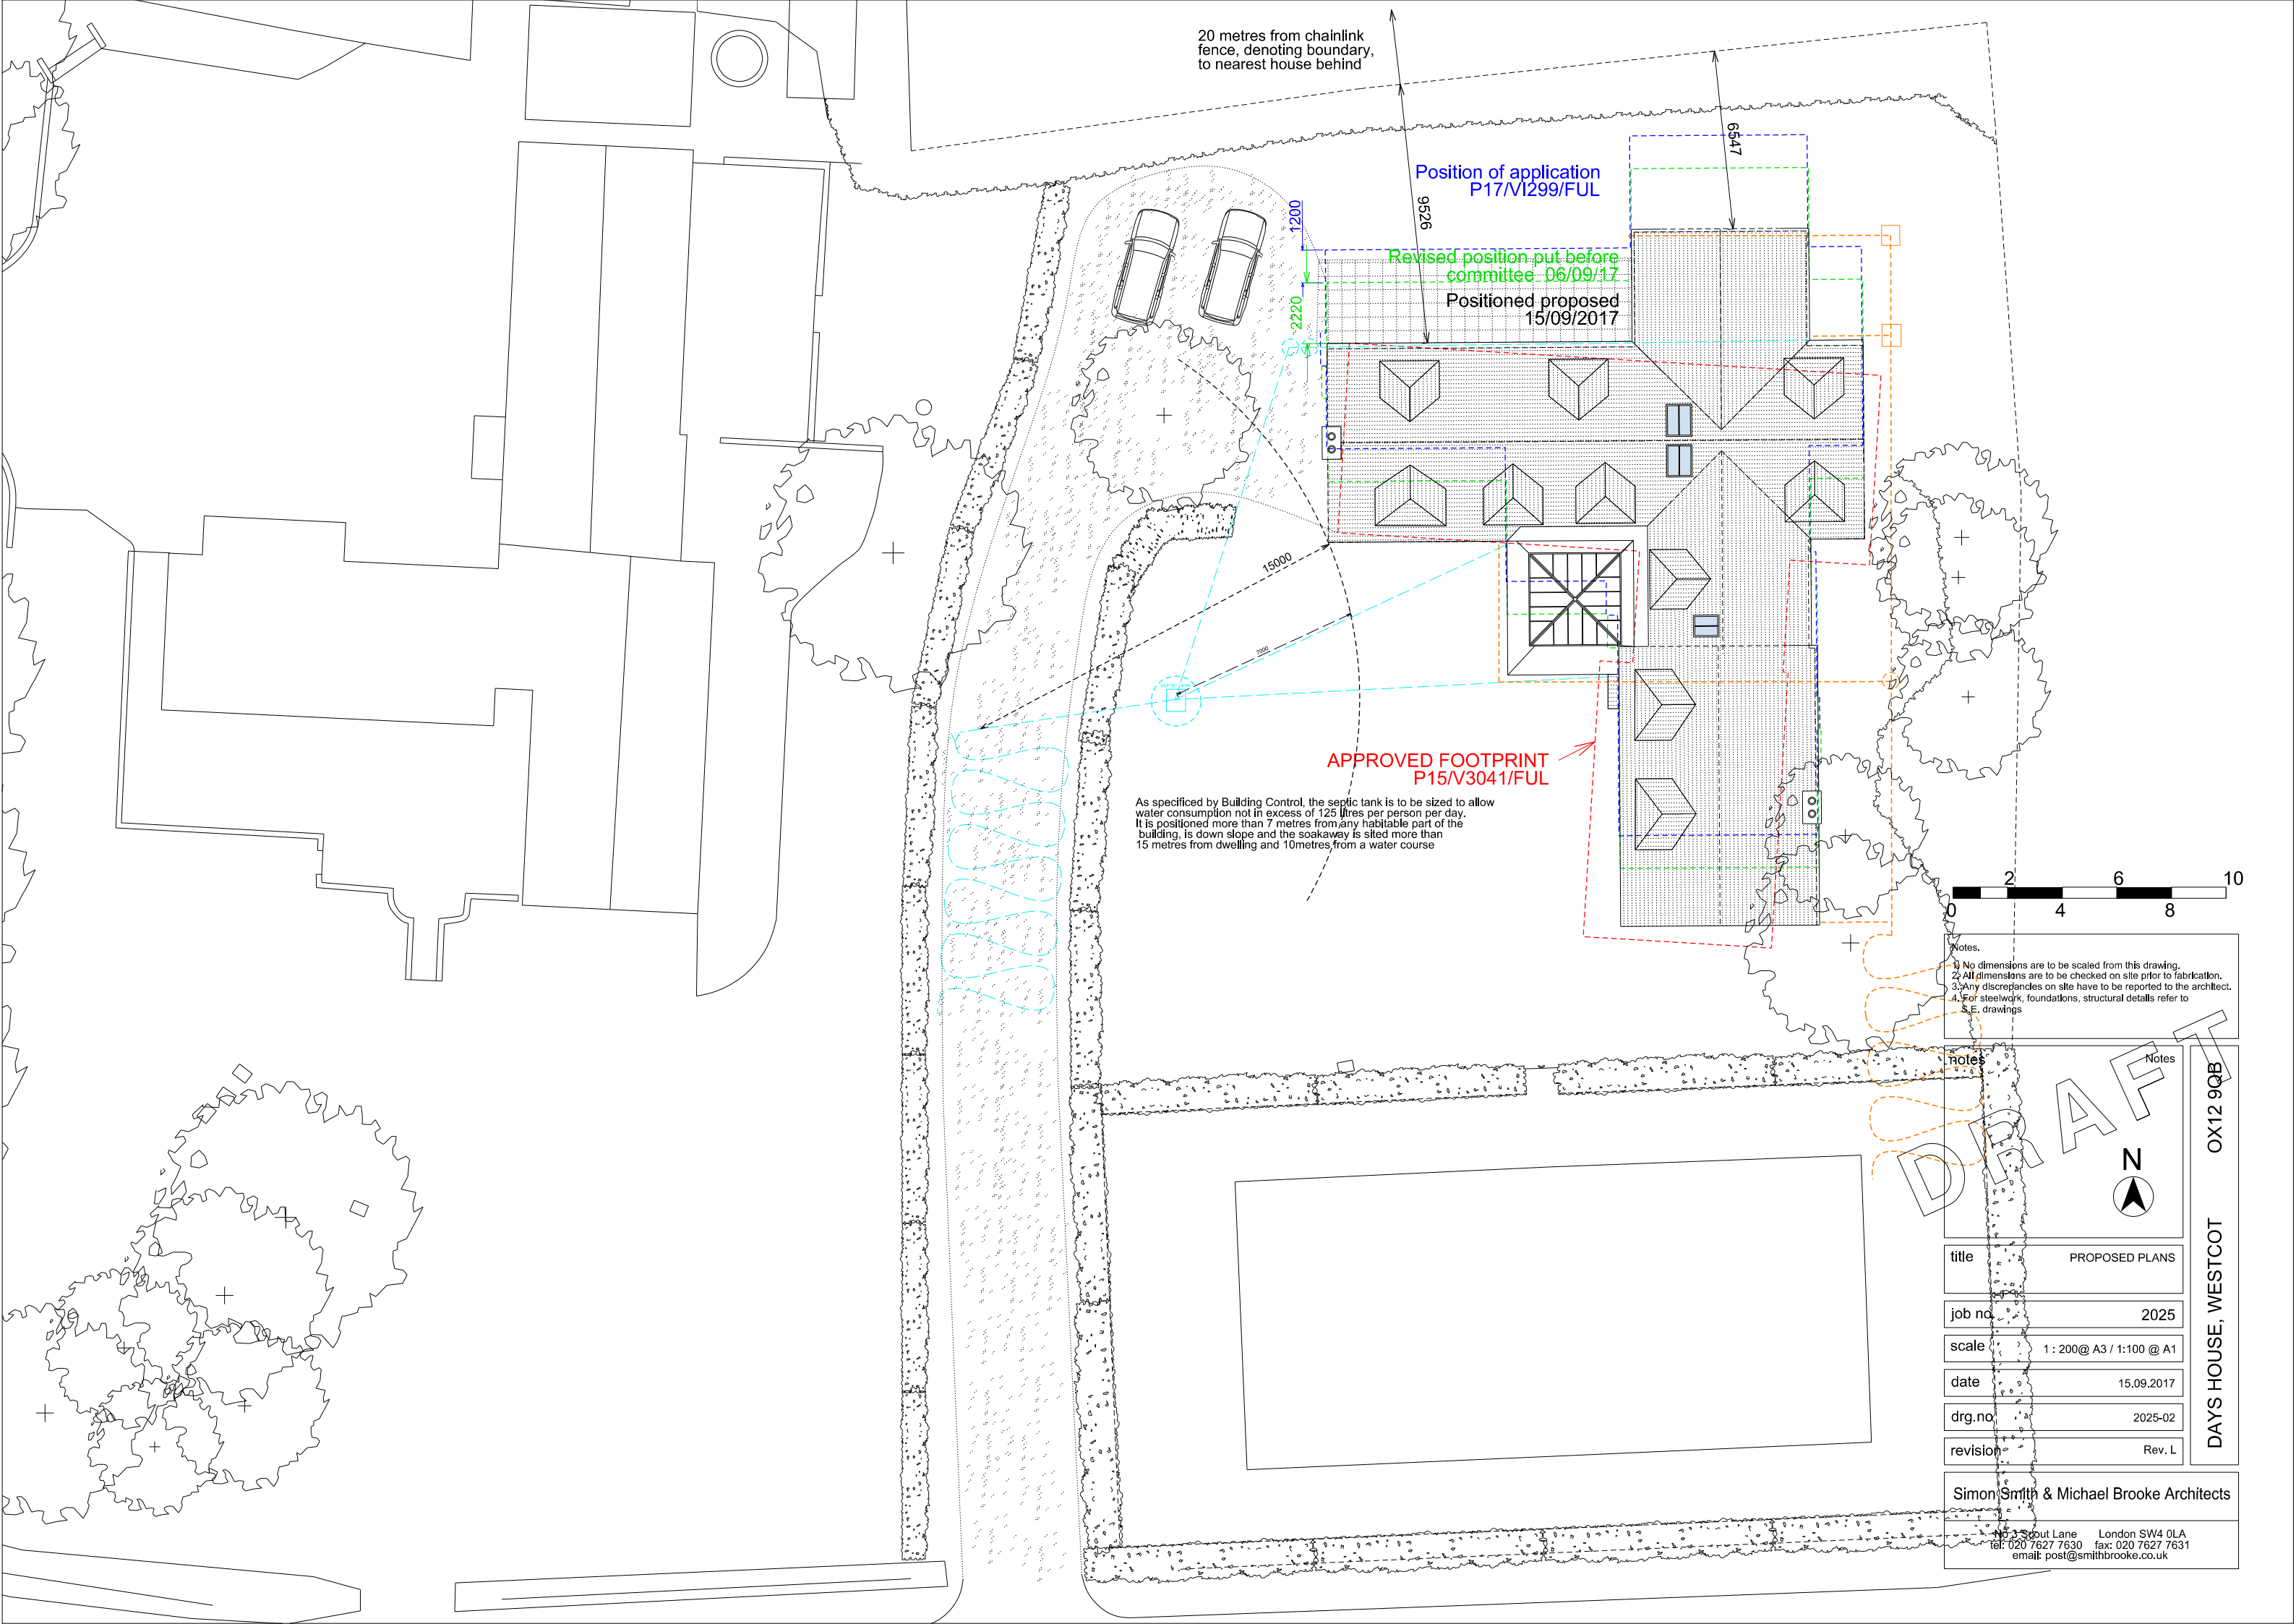 20 metres from chainlink
fence, denoting boundary,
to nearest house behind
6547
9526
Position of application
P17/VI299/FUL
1200
Revised position put before
committee 06/09/17
2220
Positioned proposed
15/09/2017
15000
7000
APPROVED FOOTPRINT
P15/V3041/FUL
As specificed by Building Control, the septic tank is to be sized to allow
water consumption not in excess of 125 litres per person per day.
It is positioned more than 7 metres from any habitable part of the
building, is down slope and the soakaway is sited more than
15 metres from dwelling and 10metres from a water course
2 6 10
0 4 8
Notes.
1. No dimensions are to be scaled from this drawing.
2. All dimensions are to be checked on site prior to fabrication.
3. Any discrepancies on site have to be reported to the architect.
4. For steelwork, foundations, structural details refer to
S.E. drawings
notes Notes
DRAFT
N
title PROPOSED PLANS
job no. 2025
scale 1 : 200@ A3 / 1:100 @ A1
date 15.09.2017
drg.no 2025-02
revision Rev. L
DAYS HOUSE, WESTCOT OX12 9QB
Simon Smith & Michael Brooke Architects
No 3 Scout Lane London SW4 0LA
tel: 020 7627 7630 fax: 020 7627 7631
email: post@smithbrooke.co.uk